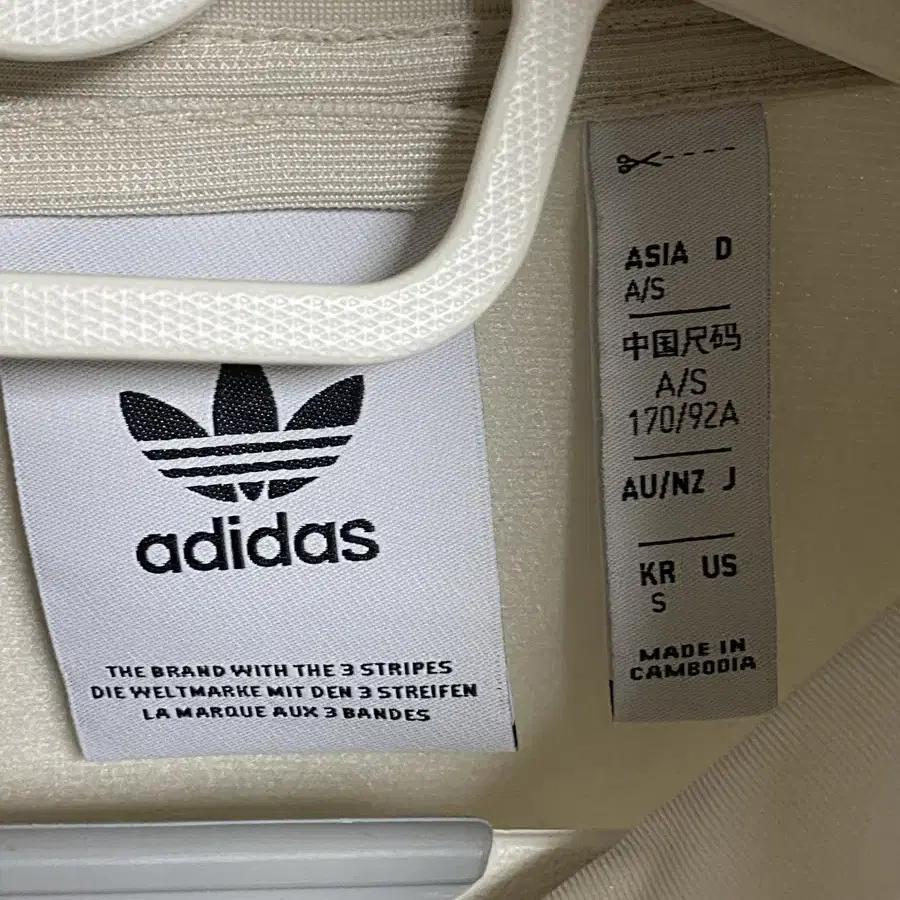 adidas
THE BRAND WITH THE 3 STRIPES
DIE WELTMARKE MIT DEN 3 STREIFEN
LA MARQUE AUX 3 BANDES
ASIA D
A/S
中国尺码
A/S
170/92A
AU/NZ J
KR US
S
MADE IN
CAMBODIA